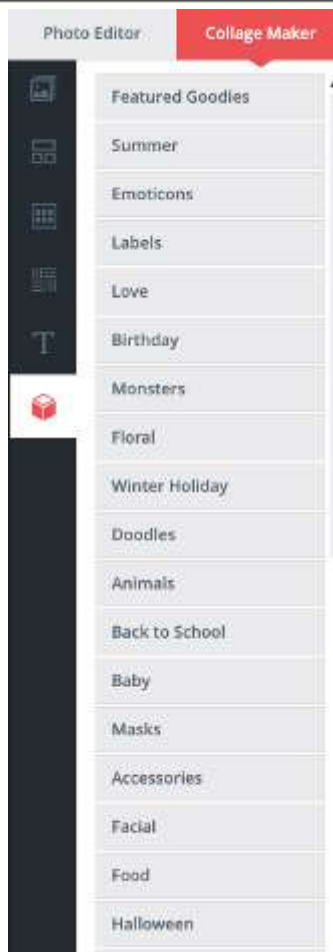 Photo Editor
Collage Maker
Featured Goodies
Summer
Emoticons
Labels
Love
T
Birthday
Monsters
Floral
Winter Holiday
Doodles
Animals
Back to School
Baby
Masks
Accessories
Facial
Food
Halloween